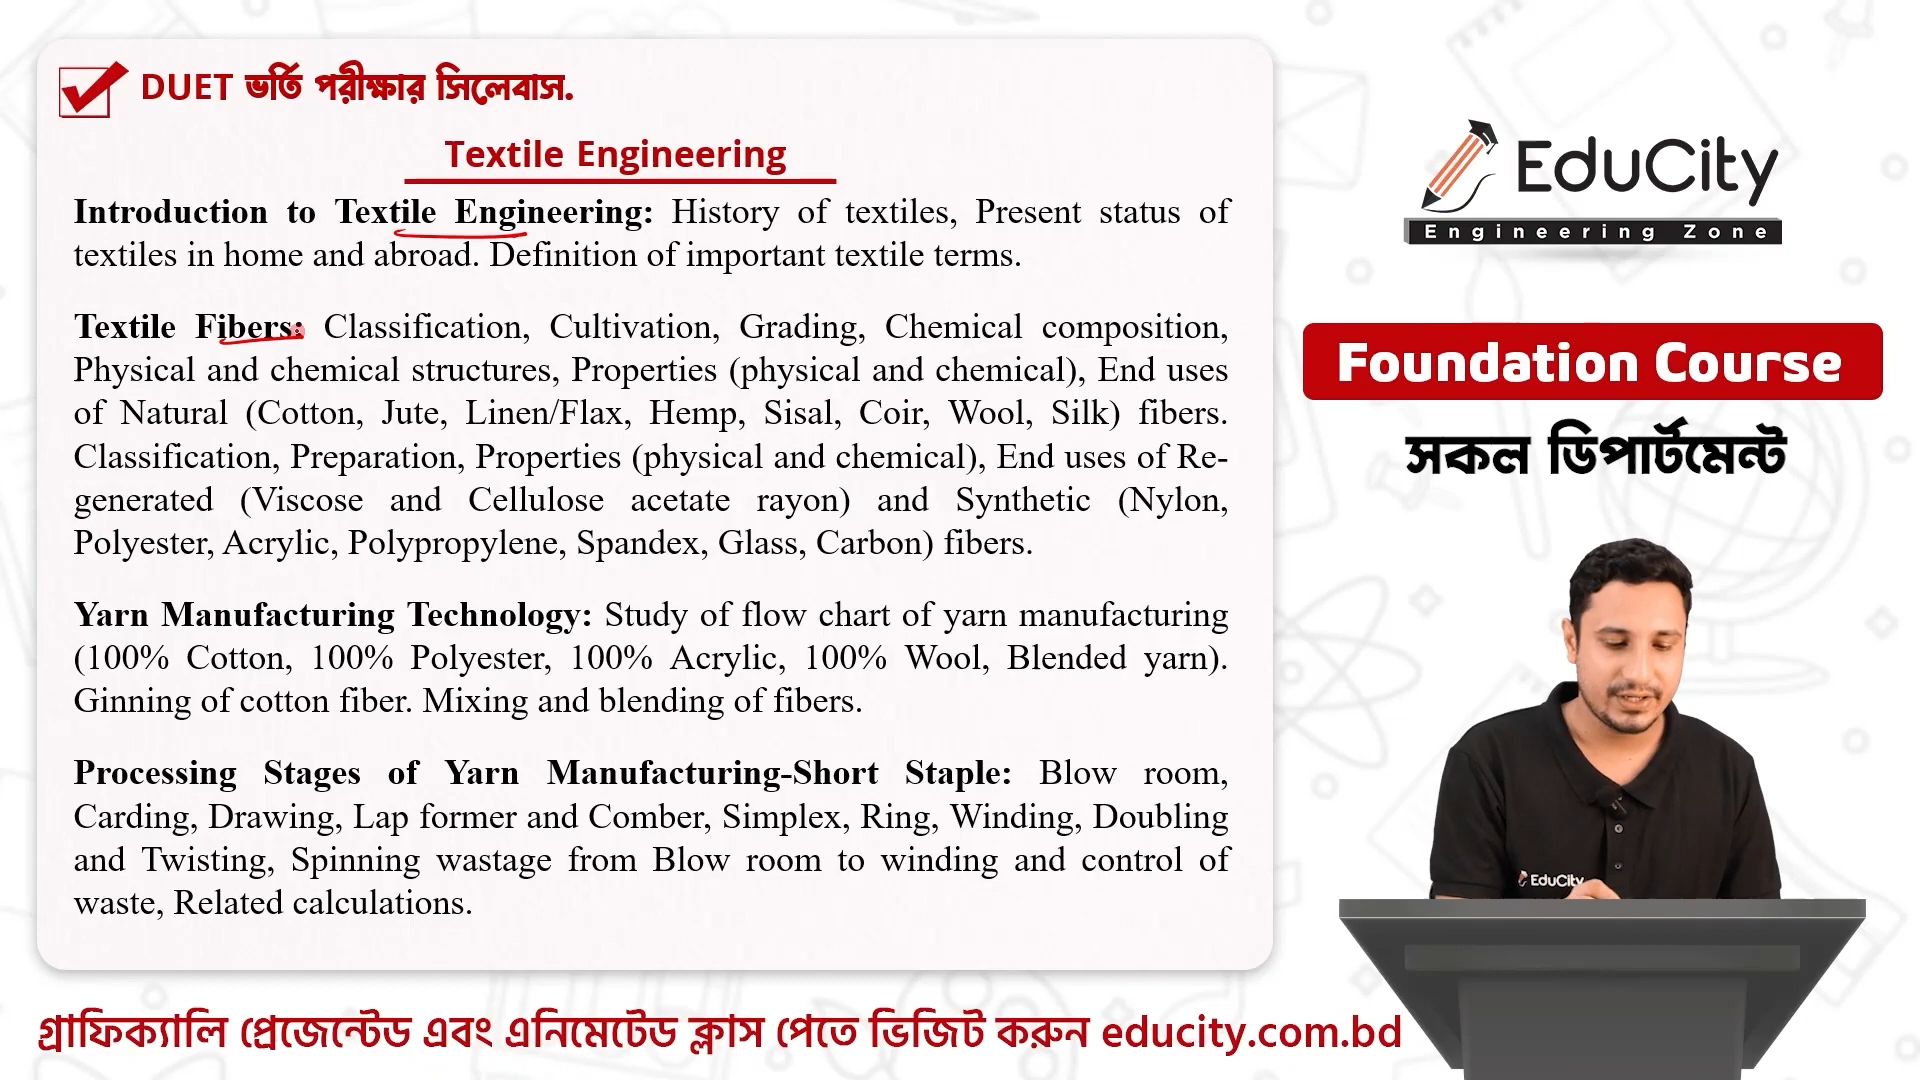 DUET ভর্তি পরীক্ষার সিলেবাস.
Textile Engineering
Introduction to Textile Engineering: History of textiles, Present status of
textiles in home and abroad. Definition of important textile terms.
Textile Fibers: Classification, Cultivation, Grading, Chemical composition,
Physical and chemical structures, Properties (physical and chemical), End uses
of Natural (Cotton, Jute, Linen/Flax, Hemp, Sisal, Coir, Wool, Silk) fibers.
Classification, Preparation, Properties (physical and chemical), End uses of Re-
generated (Viscose and Cellulose acetate rayon) and Synthetic (Nylon,
Polyester, Acrylic, Polypropylene, Spandex, Glass, Carbon) fibers.
Yarn Manufacturing Technology: Study of flow chart of yarn manufacturing
(100% Cotton, 100% Polyester, 100% Acrylic, 100% Wool, Blended yarn).
Ginning of cotton fiber. Mixing and blending of fibers.
Processing Stages of Yarn Manufacturing-Short Staple: Blow room,
Carding, Drawing, Lap former and Comber, Simplex, Ring, Winding, Doubling
and Twisting, Spinning wastage from Blow room to winding and control of
waste, Related calculations.
EduCity
Engineering Zone
Foundation Course
সকল ডিপার্টমেন্ট
EduCity
গ্রাফিক্যালি প্রেজেন্টেড এবং এনিমেটেড ক্লাস পেতে ভিজিট করুন educity.com.bd